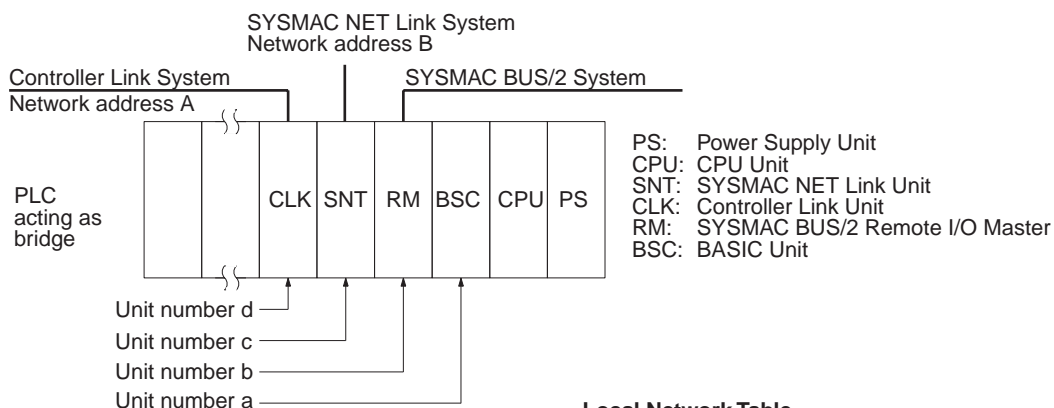 SYSMAC NET Link System
Network address B
Controller Link System
SYSMAC BUS/2 System
Network address A
PLC
acting as
bridge
CLK
SNT
RM
BSC
CPU
PS
PS: Power Supply Unit
CPU: CPU Unit
SNT: SYSMAC NET Link Unit
CLK: Controller Link Unit
RM: SYSMAC BUS/2 Remote I/O Master
BSC: BASIC Unit
Unit number d
Unit number c
Unit number b
Unit number a
Local Network Table